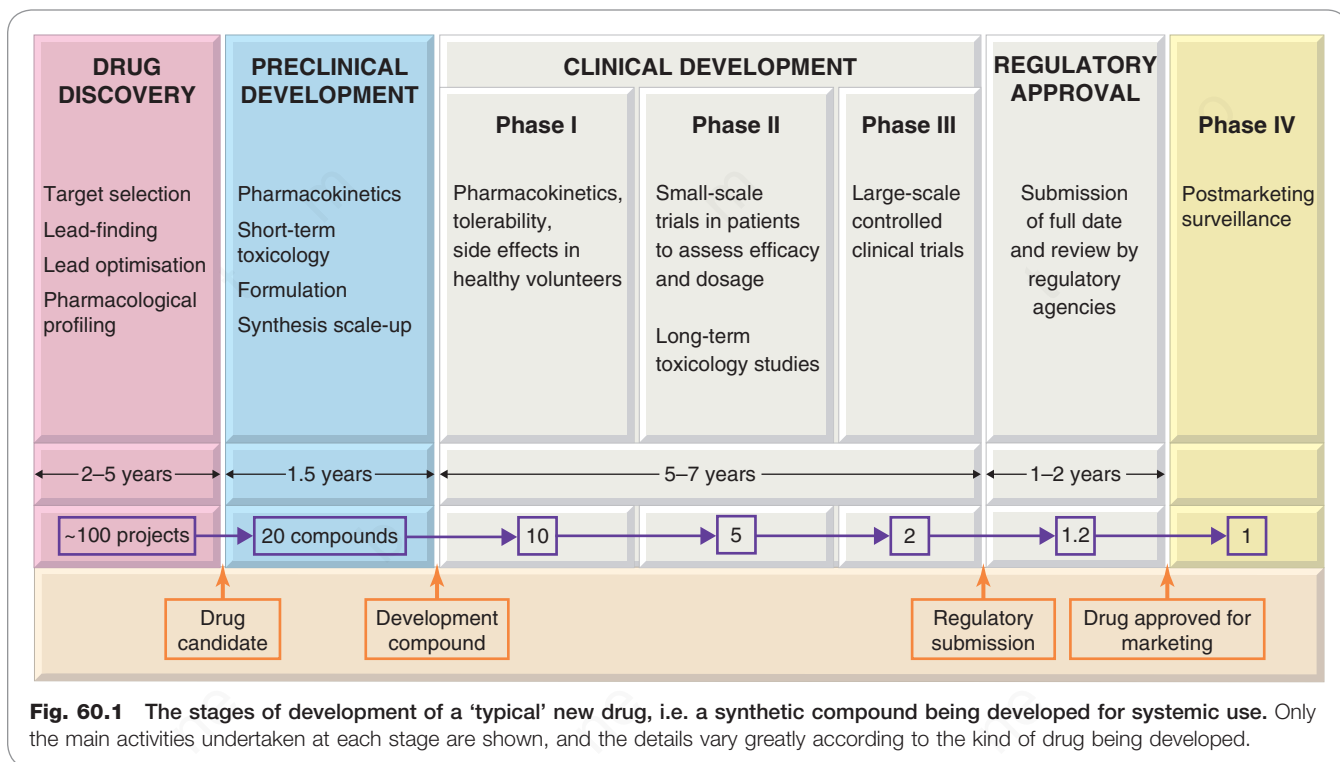 DRUG
DISCOVERY
Target selection
Lead-finding
Lead optimisation
Pharmacological
profiling
PRECLINICAL
DEVELOPMENT
Pharmacokinetics
Short-term
toxicology
Formulation
Synthesis scale-up
CLINICAL DEVELOPMENT
Phase I
Pharmacokinetics,
tolerability,
side effects in
healthy volunteers
Phase II
Small-scale
trials in patients
to assess efficacy
and dosage
Long-term
toxicology studies
Phase III
Large-scale
controlled
clinical trials
REGULATORY
APPROVAL
Submission
of full date
and review by
regulatory
agencies
Phase IV
Postmarketing
surveillance
2–5 years
1.5 years
5–7 years
1–2 years
~100 projects
20 compounds
10
5
2
1.2
1
Drug
candidate
Development
compound
Regulatory
submission
Drug approved for
marketing
Fig. 60.1 The stages of development of a ‘typical’ new drug, i.e. a synthetic compound being developed for systemic use. Only
the main activities undertaken at each stage are shown, and the details vary greatly according to the kind of drug being developed.